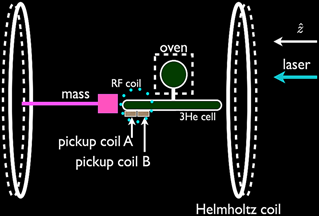 oven
ẑ
RF coil
laser
mass
3He cell
pickup coil A
pickup coil B
Helmholtz coil